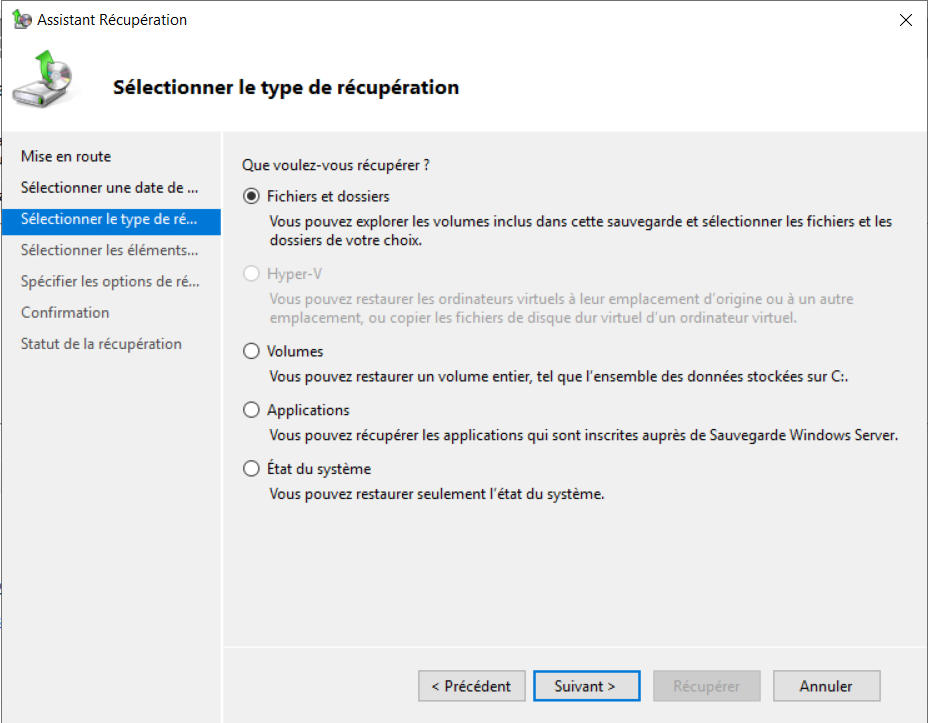 Assistant Récupération
Sélectionner le type de récupération
Mise en route
Sélectionner une date de ...
Sélectionner le type de ré...
Sélectionner les éléments...
Spécifier les options de ré...
Confirmation
Statut de la récupération
Que voulez-vous récupérer ?
Fichiers et dossiers
Vous pouvez explorer les volumes inclus dans cette sauvegarde et sélectionner les fichiers et les
dossiers de votre choix.
Hyper-V
Vous pouvez restaurer les ordinateurs virtuels à leur emplacement d’origine ou à un autre
emplacement, ou copier les fichiers de disque dur virtuel d’un ordinateur virtuel.
Volumes
Vous pouvez restaurer un volume entier, tel que l’ensemble des données stockées sur C:.
Applications
Vous pouvez récupérer les applications qui sont inscrites auprès de Sauvegarde Windows Server.
État du système
Vous pouvez restaurer seulement l’état du système.
< Précédent
Suivant >
Récupérer
Annuler